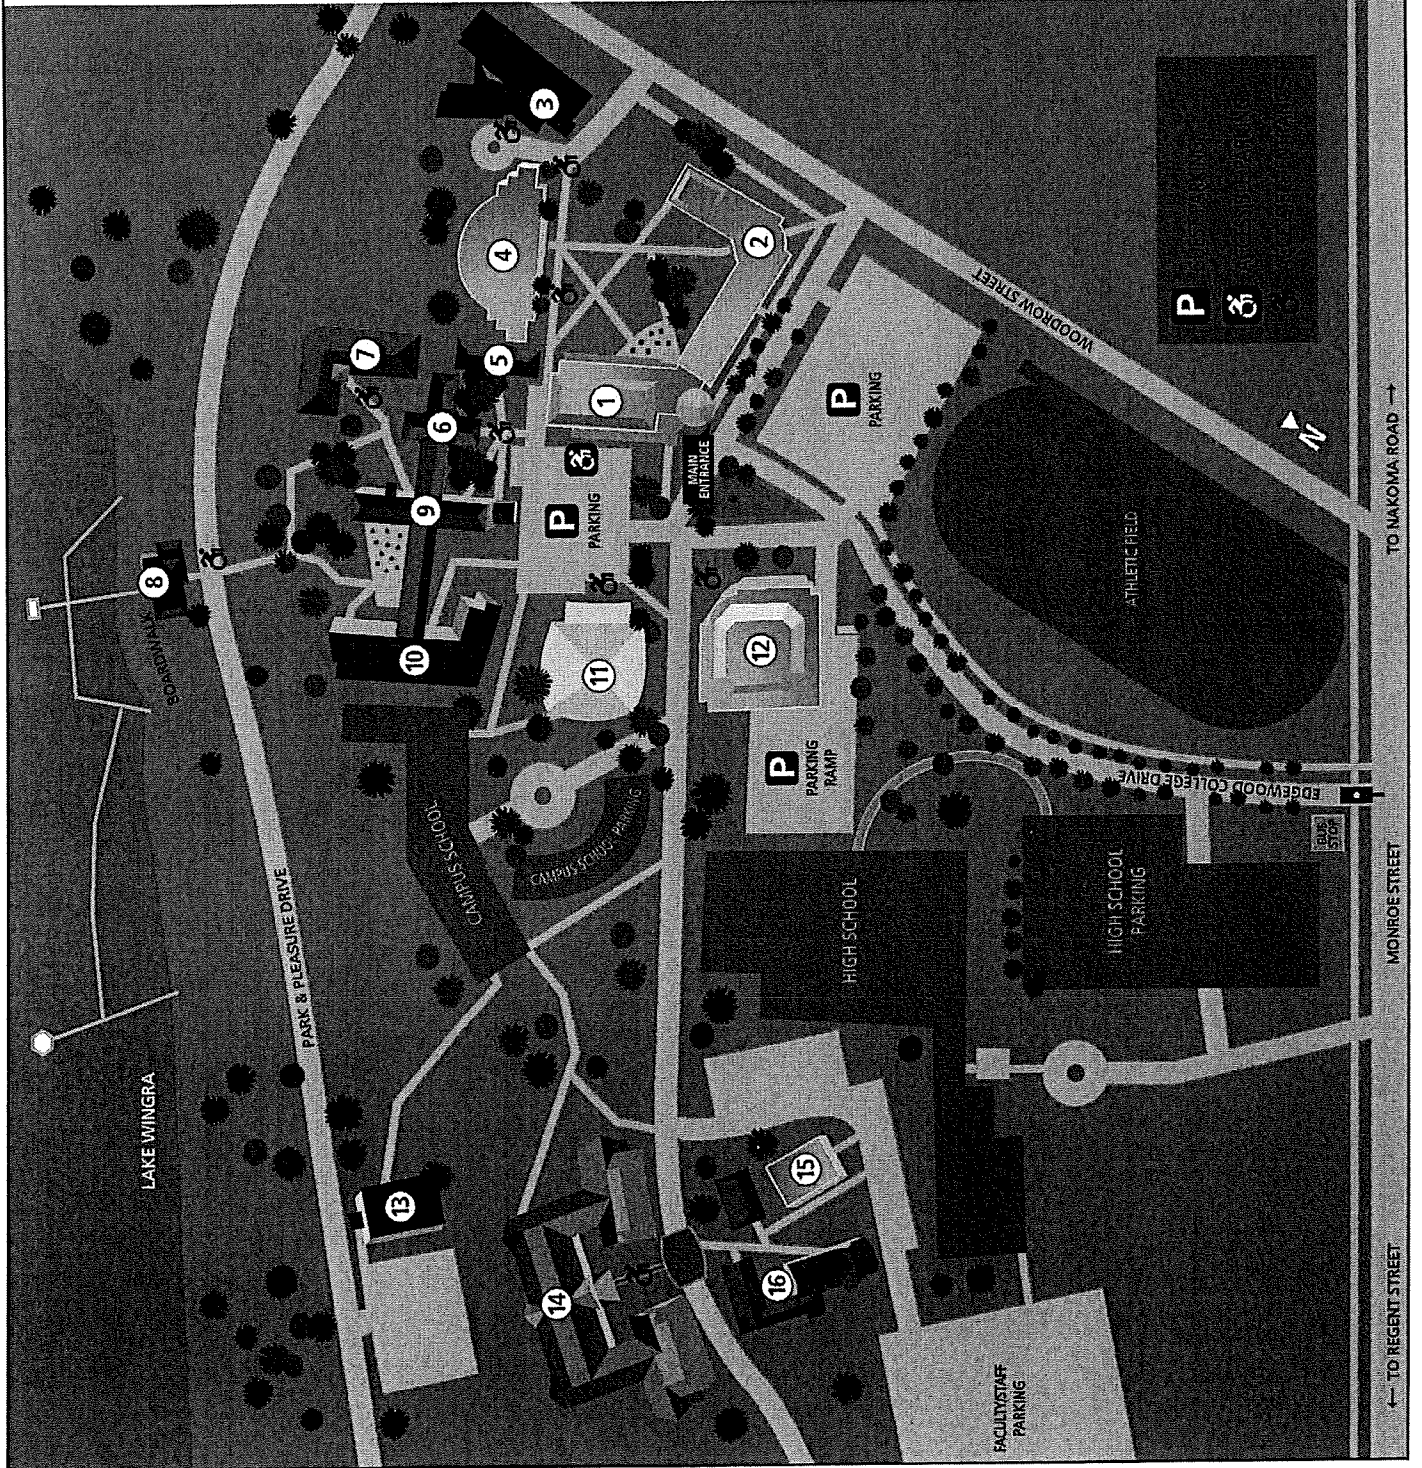 LAKE WINGRA
BOARDWALK
PARK & PLEASURE DRIVE
8
13
7
10
9
6
14
CAMPUS SCHOOL
5
4
3
CAMPUS SCHOOL PARKING
11
P
PARKING
1
MAIN
ENTRANCE
2
15
16
12
P
PARKING
RAMP
P
PARKING
HIGH SCHOOL
WOODROW STREET
FACULTY/STAFF
PARKING
HIGH SCHOOL
PARKING
EDGEWOOD COLLEGE DRIVE
ATHLETIC FIELD
P
N
BUS
STOP
← TO REGENT STREET
MONROE STREET
TO NAKOMA ROAD →